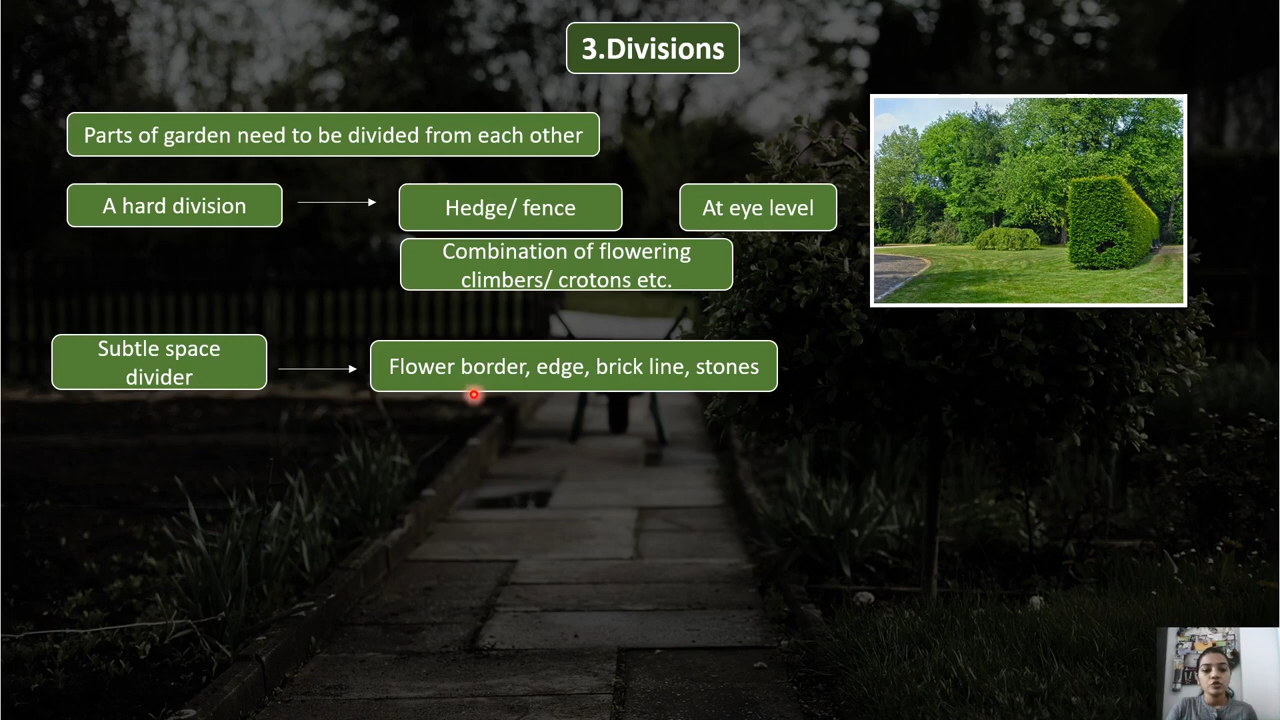 3.Divisions
Parts of garden need to be divided from each other
A hard division
Hedge/ fence
At eye level
Combination of flowering
climbers/ crotons etc.
Subtle space
divider
Flower border, edge, brick line, stones